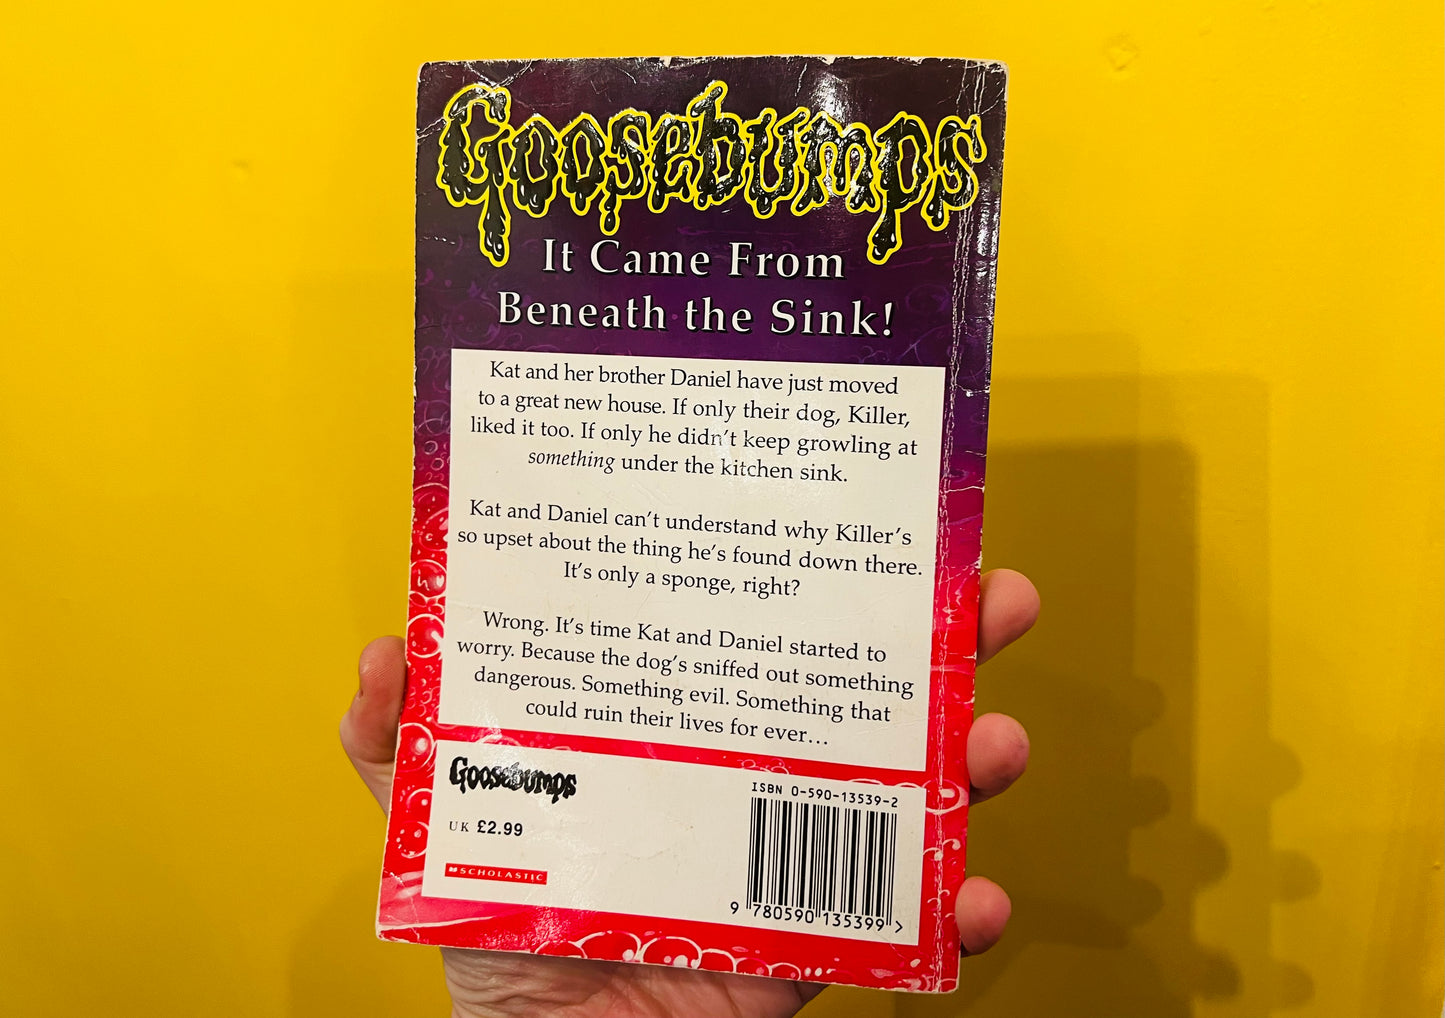 Goosebumps
It Came From
Beneath the Sink!
Kat and her brother Daniel have just moved
to a great new house. If only their dog, Killer,
liked it too. If only he didn't keep growling at
something under the kitchen sink.
Kat and Daniel can't understand why Killer's
so upset about the thing he's found down there.
It's only a sponge, right?
Wrong. It's time Kat and Daniel started to
worry. Because the dog's sniffed out something
dangerous. Something evil. Something that
could ruin their lives for ever...
Goosebumps
UK £2.99
SCHOLASTIC
ISBN 0-590-13539-2
9 780590 135399 >